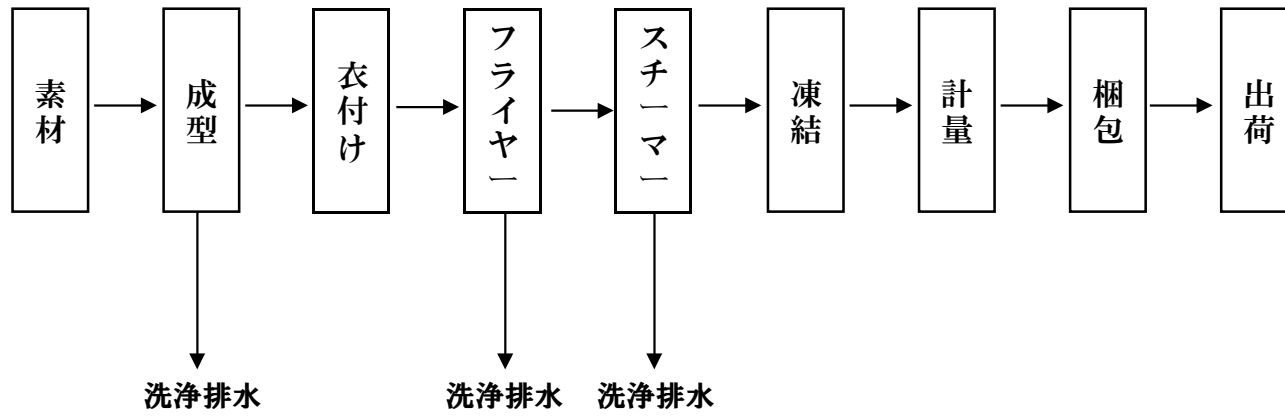 素材
成型
衣付け
フライヤー
スチーマー
凍結
計量
梱包
出荷
洗浄排水
洗浄排水
洗浄排水